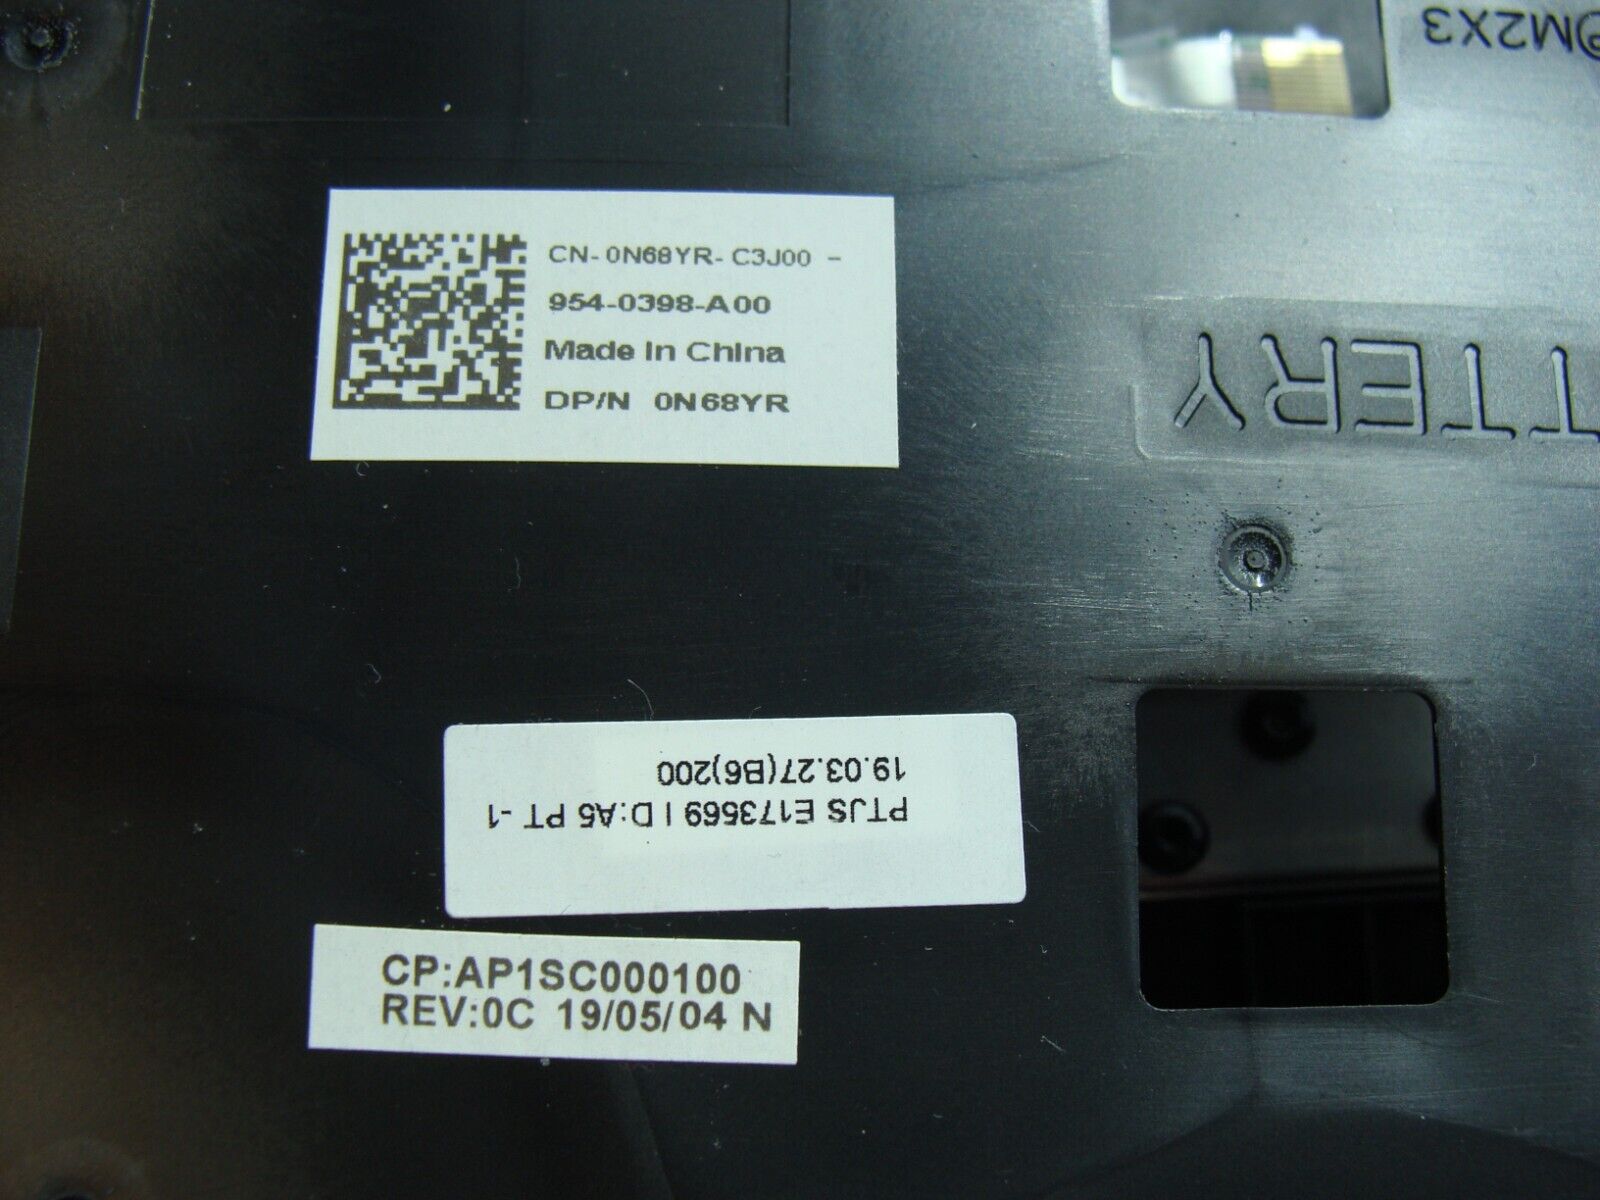 M2X3
CN-0N68YR-C3J00 -
954-0398-A00
Made in China
DP/N 0N68YR
TTERY
19.03.27(B6)200
PTJS E173569 I D:A5 PT -1
CP:AP1SC000100
REV:0C 19/05/04 N